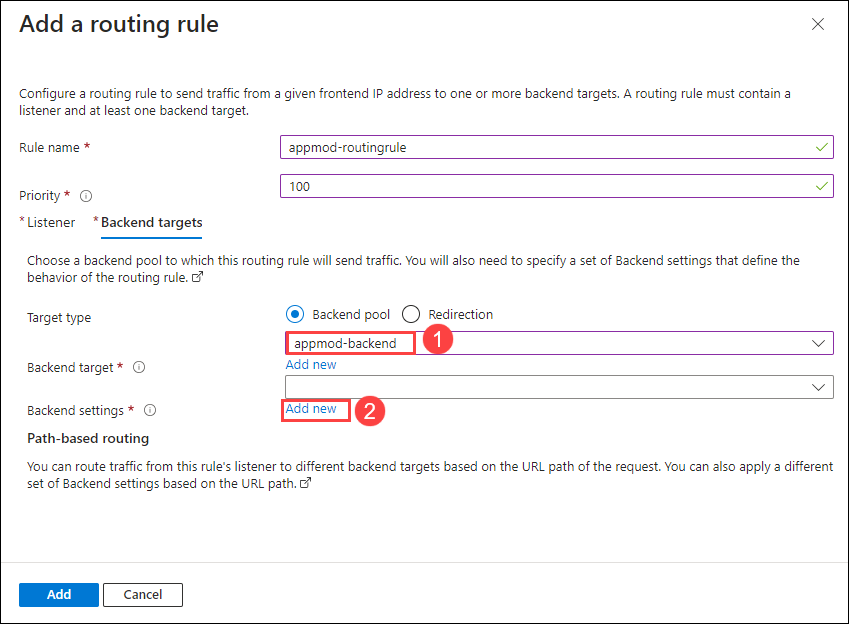 Add a routing rule
Configure a routing rule to send traffic from a given frontend IP address to one or more backend targets. A routing rule must contain a
listener and at least one backend target.
Rule name *
appmod-routingrule
Priority *
100
* Listener
* Backend targets
Choose a backend pool to which this routing rule will send traffic. You will also need to specify a set of Backend settings that define the
behavior of the routing rule.
Target type
Backend pool
Redirection
appmod-backend
1
Backend target *
Add new
Backend settings *
Add new
2
Path-based routing
You can route traffic from this rule's listener to different backend targets based on the URL path of the request. You can also apply a different
set of Backend settings based on the URL path.
Add
Cancel